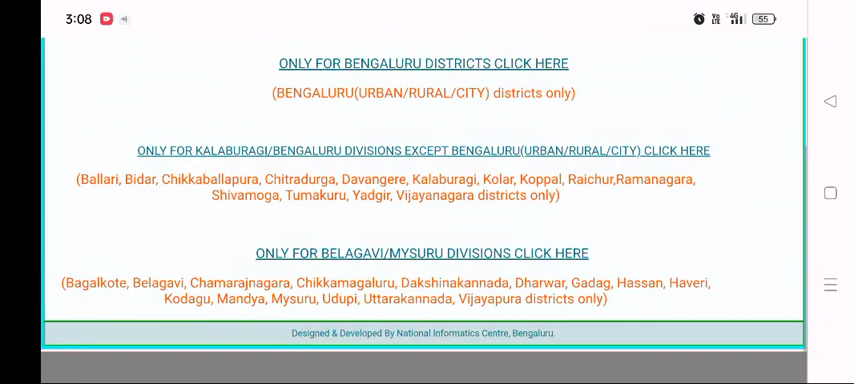 3:08
Vo LTE 4G 55
ONLY FOR BENGALURU DISTRICTS CLICK HERE
(BENGALURU(URBAN/RURAL/CITY) districts only)
ONLY FOR KALABURAGI/BENGALURU DIVISIONS EXCEPT BENGALURU(URBAN/RURAL/CITY) CLICK HERE
(Ballari, Bidar, Chikkaballapura, Chitradurga, Davangere, Kalaburagi, Kolar, Koppal, Raichur,Ramanagara,
Shivamoga, Tumakuru, Yadgir, Vijayanagara districts only)
ONLY FOR BELAGAVI/MYSURU DIVISIONS CLICK HERE
(Bagalkote, Belagavi, Chamarajnagara, Chikkamagaluru, Dakshinakannada, Dharwar, Gadag, Hassan, Haveri,
Kodagu, Mandya, Mysuru, Udupi, Uttarakannada, Vijayapura districts only)
Designed & Developed By National Informatics Centre, Bengaluru.